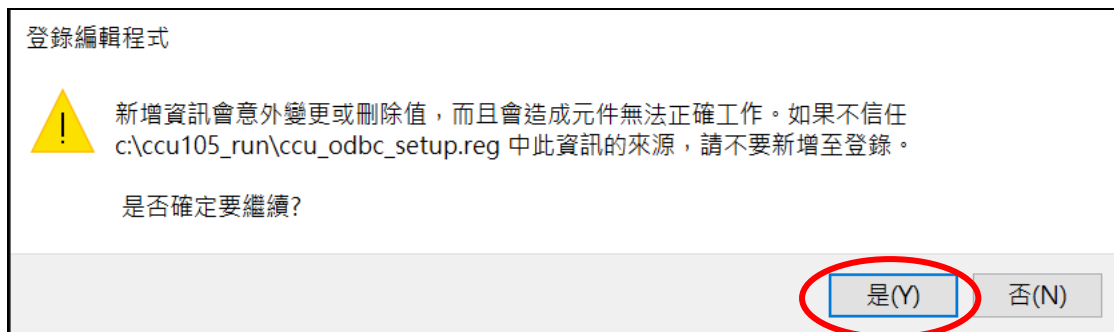 登錄編輯程式
新增資訊會意外變更或刪除值，而且會造成元件無法正確工作。如果不信任
c:\ccu105_run\ccu_odbc_setup.reg 中此資訊的來源，請不要新增至登錄。
是否確定要繼續?
是(Y) 否(N)